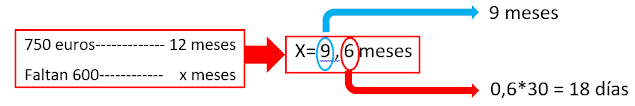 9 meses
750 euros------------- 12 meses
Faltan 600------------ x meses
X= 9 , 6 meses
0,6*30 = 18 días